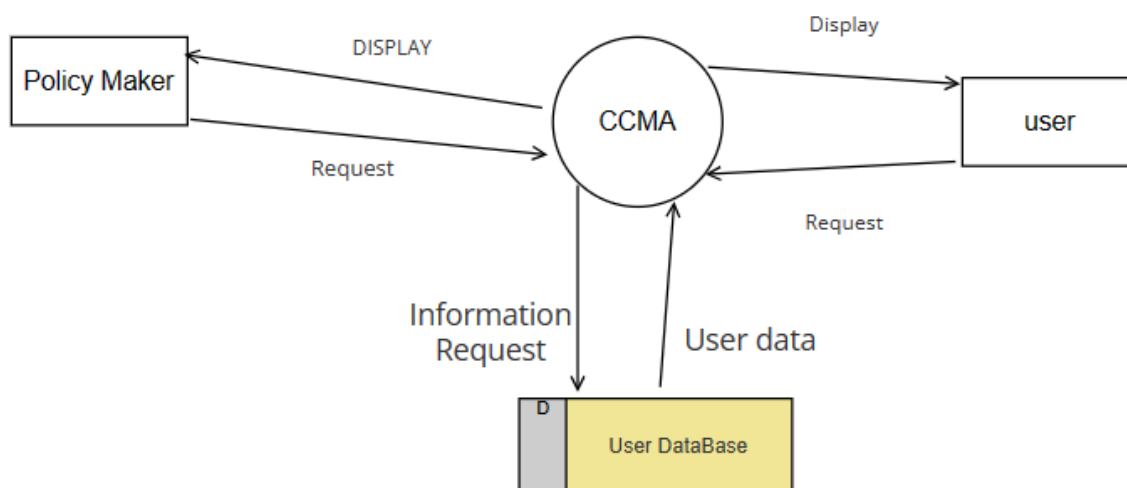 Display
DISPLAY
Policy Maker
CCMA
user
Request
Request
Information
Request
User data
D
User DataBase